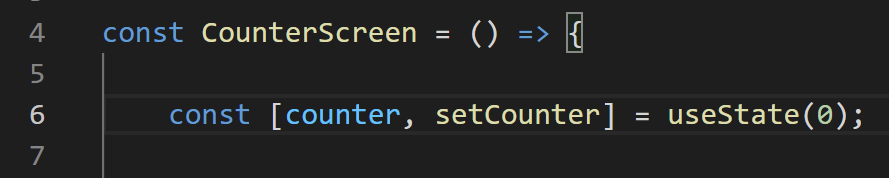 4 const CounterScreen = () => {
5
6 const [counter, setCounter] = useState(0);
7